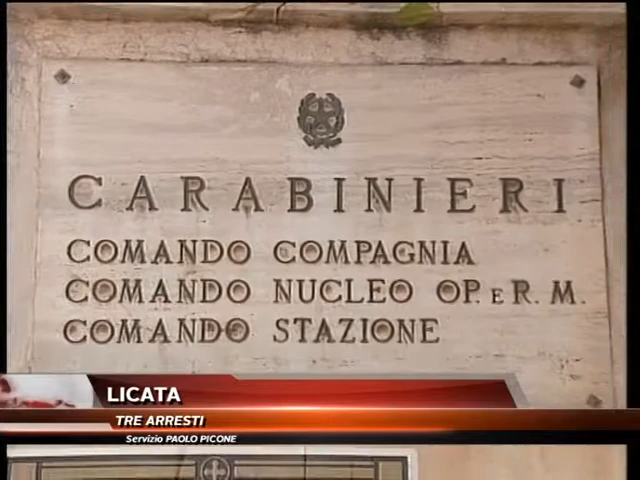 CARABINIERI
COMANDO COMPAGNIA
COMANDO NUCLEO OP. E R. M.
COMANDO STAZIONE
LICATA
TRE ARRESTI
Servizio PAOLO PICONE